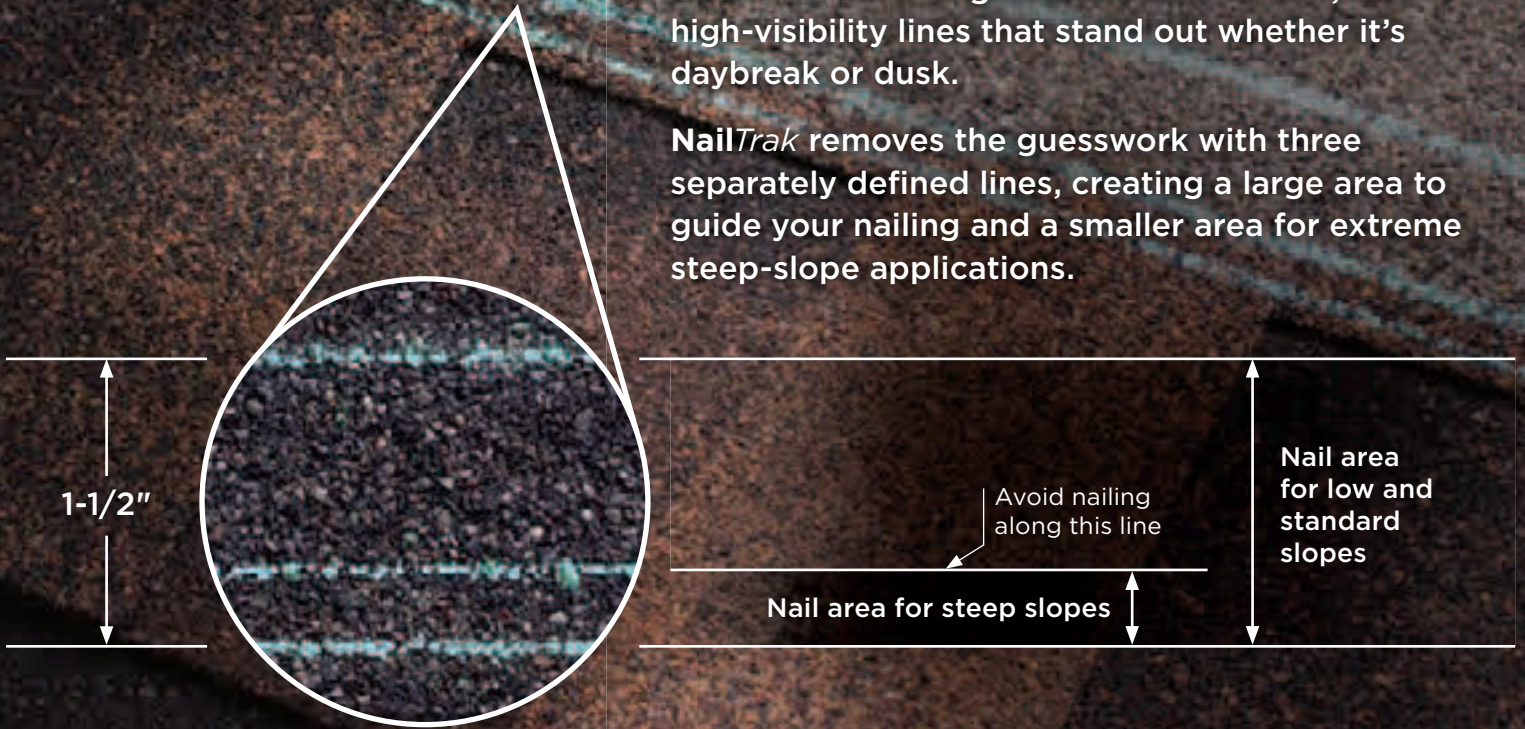 high-visibility lines that stand out whether it's
daybreak or dusk.
NailTrak removes the guesswork with three
separately defined lines, creating a large area to
guide your nailing and a smaller area for extreme
steep-slope applications.
1-1/2"
Avoid nailing
along this line
Nail area
for low and
standard
slopes
Nail area for steep slopes